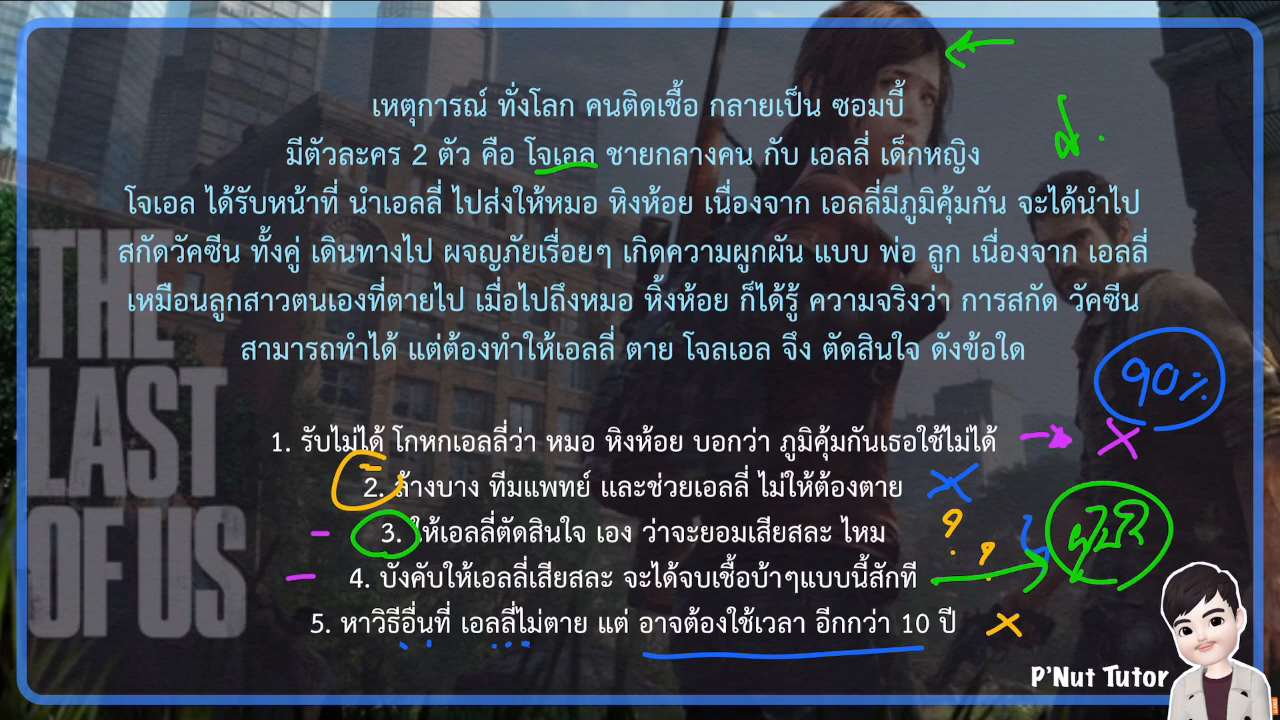 เหตุการณ์ ทั่งโลก คนติดเชื้อ กลายเป็น ซอมบี้
มีตัวละคร 2 ตัว คือ โจเอล ชายกลางคน กับ เอลลี่ เด็กหญิง
โจเอล ได้รับหน้าที่ นำเอลลี่ ไปส่งให้หมอ หิงห้อย เนื่องจาก เอลลี่มีภูมิคุ้มกัน จะได้นำไป
สกัดวัคซีน ทั้งคู่ เดินทางไป ผจญภัยเรื่อยๆ เกิดความผูกผัน แบบ พ่อ ลูก เนื่องจาก เอลลี่
เหมือนลูกสาวตนเองที่ตายไป เมื่อไปถึงหมอ หิ้งห้อย ก็ได้รู้ ความจริงว่า การสกัด วัคซีน
สามารถทำได้ แต่ต้องทำให้เอลลี่ ตาย โจลเอล จึง ตัดสินใจ ดังข้อใด
90%
1. รับไม่ได้ โกหกเอลลี่ว่า หมอ หิงห้อย บอกว่า ภูมิคุ้มกันเธอใช้ไม่ได้
2. ล้างบาง ทีมแพทย์ และช่วยเอลลี่ ไม่ให้ต้องตาย
3. ให้เอลลี่ตัดสินใจ เอง ว่าจะยอมเสียสละ ไหม
4. บังคับให้เอลลี่เสียสละ จะได้จบเชื้อบ้าๆแบบนี้สักที
5. หาวิธีอื่นที่ เอลลี่ไม่ตาย แต่ อาจต้องใช้เวลา อีกกว่า 10 ปี
THE
LAST
OF US
P'Nut Tutor